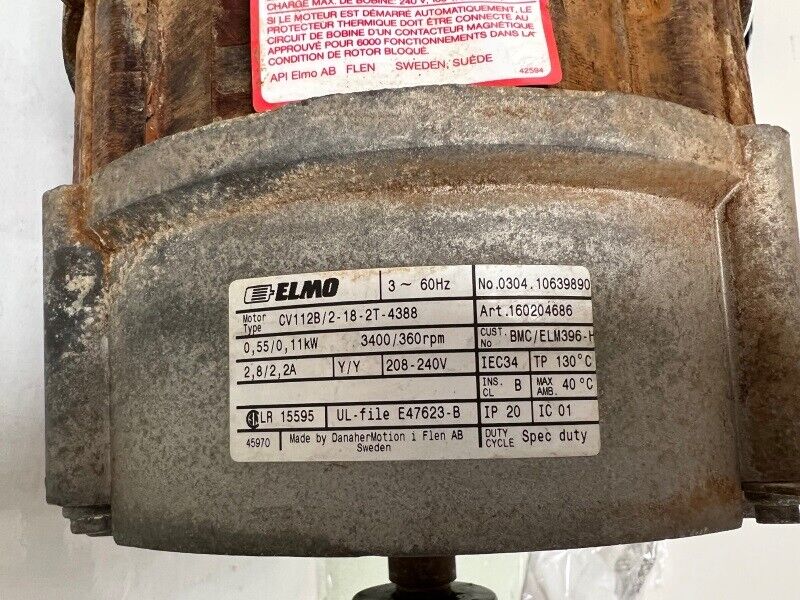 CHARGE MAX. DE BOBINE: 240 V,
SI LE MOTEUR EST DÉMARRÉ AUTOMATIQUEMENT, LE
PROTECTEUR THERMIQUE DOIT ÊTRE CONNECTE AU
CIRCUIT DE BOBINE D'UN CONTACTEUR MAGNÉTIQUE
APPROUVÉ POUR 6000 FONCTIONNEMENTS DANS LA
CONDITION DE ROTOR BLOQUÉ.
API Elmo AB FLEN SWEDEN, SUÈDE
42594
ELMO 3 ~ 60Hz No.0304.10639890
Motor Type CV112B/2-18-2T-4388 Art.160204686
0,55/0,11kW 3400/360rpm CUST. No BMC/ELM396-H
2,8/2,2A Y/Y 208-240V IEC34 TP 130°C
INS. CL B MAX AMB. 40°C
LR 15595 UL-file E47623-B IP 20 IC 01
45970 Made by DanaherMotion i Flen AB Sweden DUTY CYCLE Spec duty